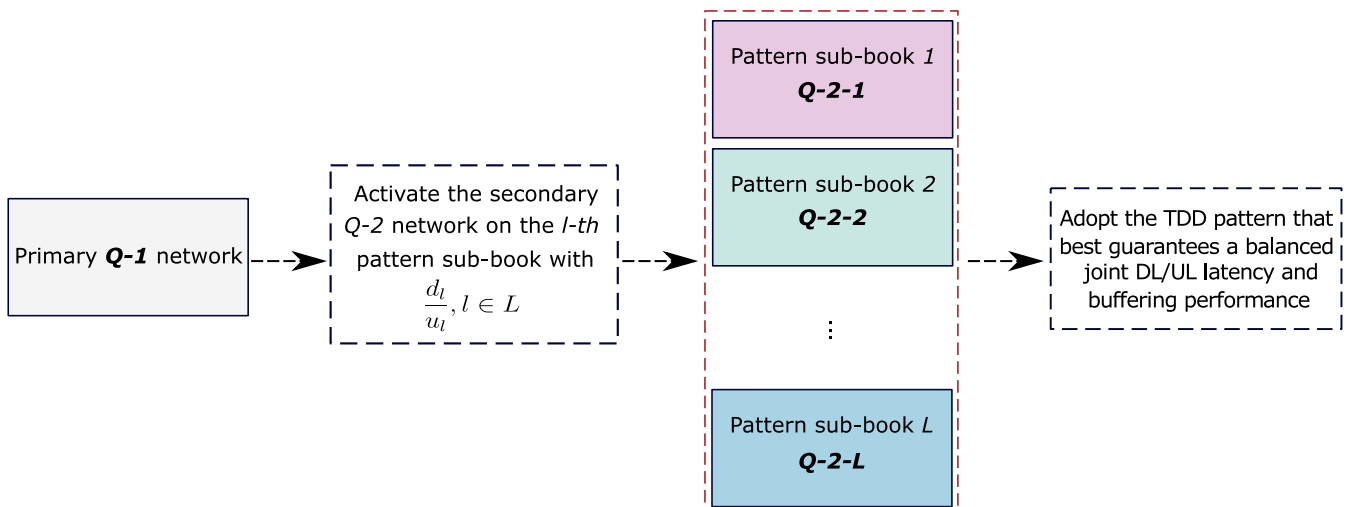 Primary Q-1 network
Activate the secondary
Q-2 network on the l-th
pattern sub-book with
d_l/u_l, l ∈ L
Pattern sub-book 1
Q-2-1
Pattern sub-book 2
Q-2-2
⋮
Pattern sub-book L
Q-2-L
Adopt the TDD pattern that
best guarantees a balanced
joint DL/UL latency and
buffering performance